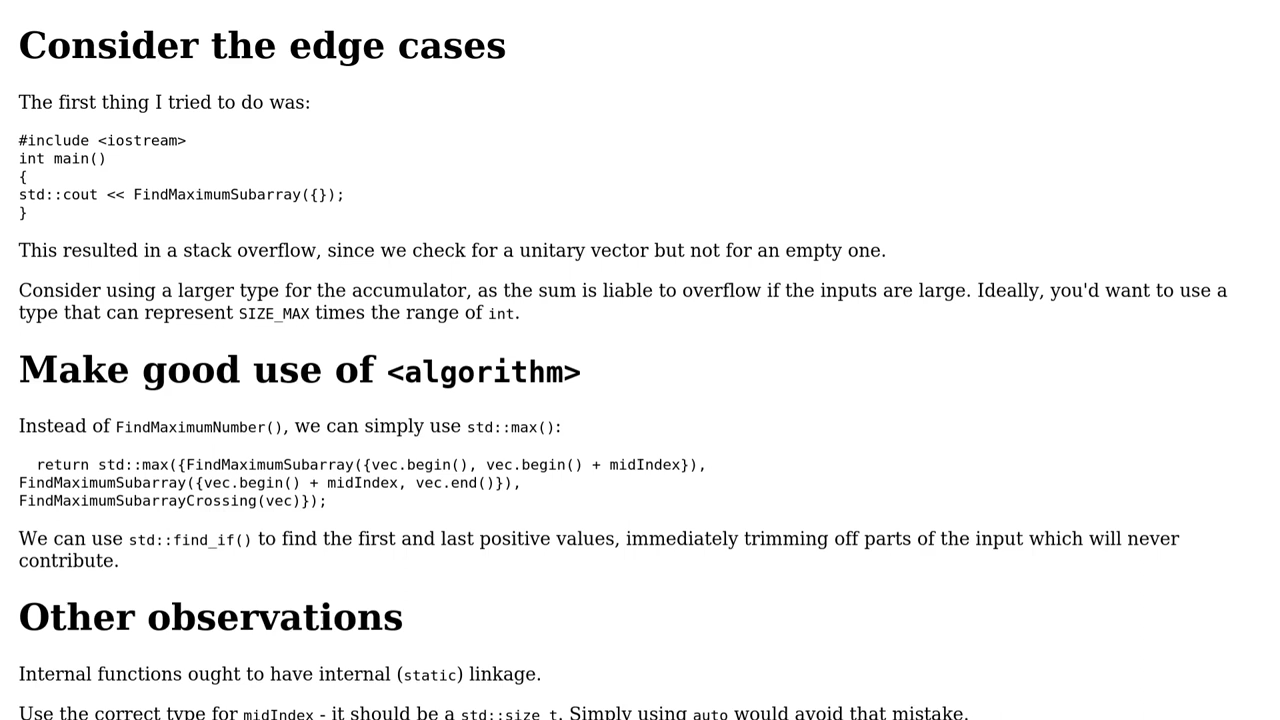 Consider the edge cases
The first thing I tried to do was:
#include <iostream>
int main()
{
std::cout << FindMaximumSubarray({});
}
This resulted in a stack overflow, since we check for a unitary vector but not for an empty one.
Consider using a larger type for the accumulator, as the sum is liable to overflow if the inputs are large. Ideally, you'd want to use a
type that can represent SIZE_MAX times the range of int.
Make good use of <algorithm>
Instead of FindMaximumNumber(), we can simply use std::max():
  return std::max({FindMaximumSubarray({vec.begin(), vec.begin() + midIndex}),
FindMaximumSubarray({vec.begin() + midIndex, vec.end()}),
FindMaximumSubarrayCrossing(vec)});
We can use std::find_if() to find the first and last positive values, immediately trimming off parts of the input which will never
contribute.
Other observations
Internal functions ought to have internal (static) linkage.
Use the correct type for midIndex - it should be a std::size_t. Simply using auto would avoid that mistake.